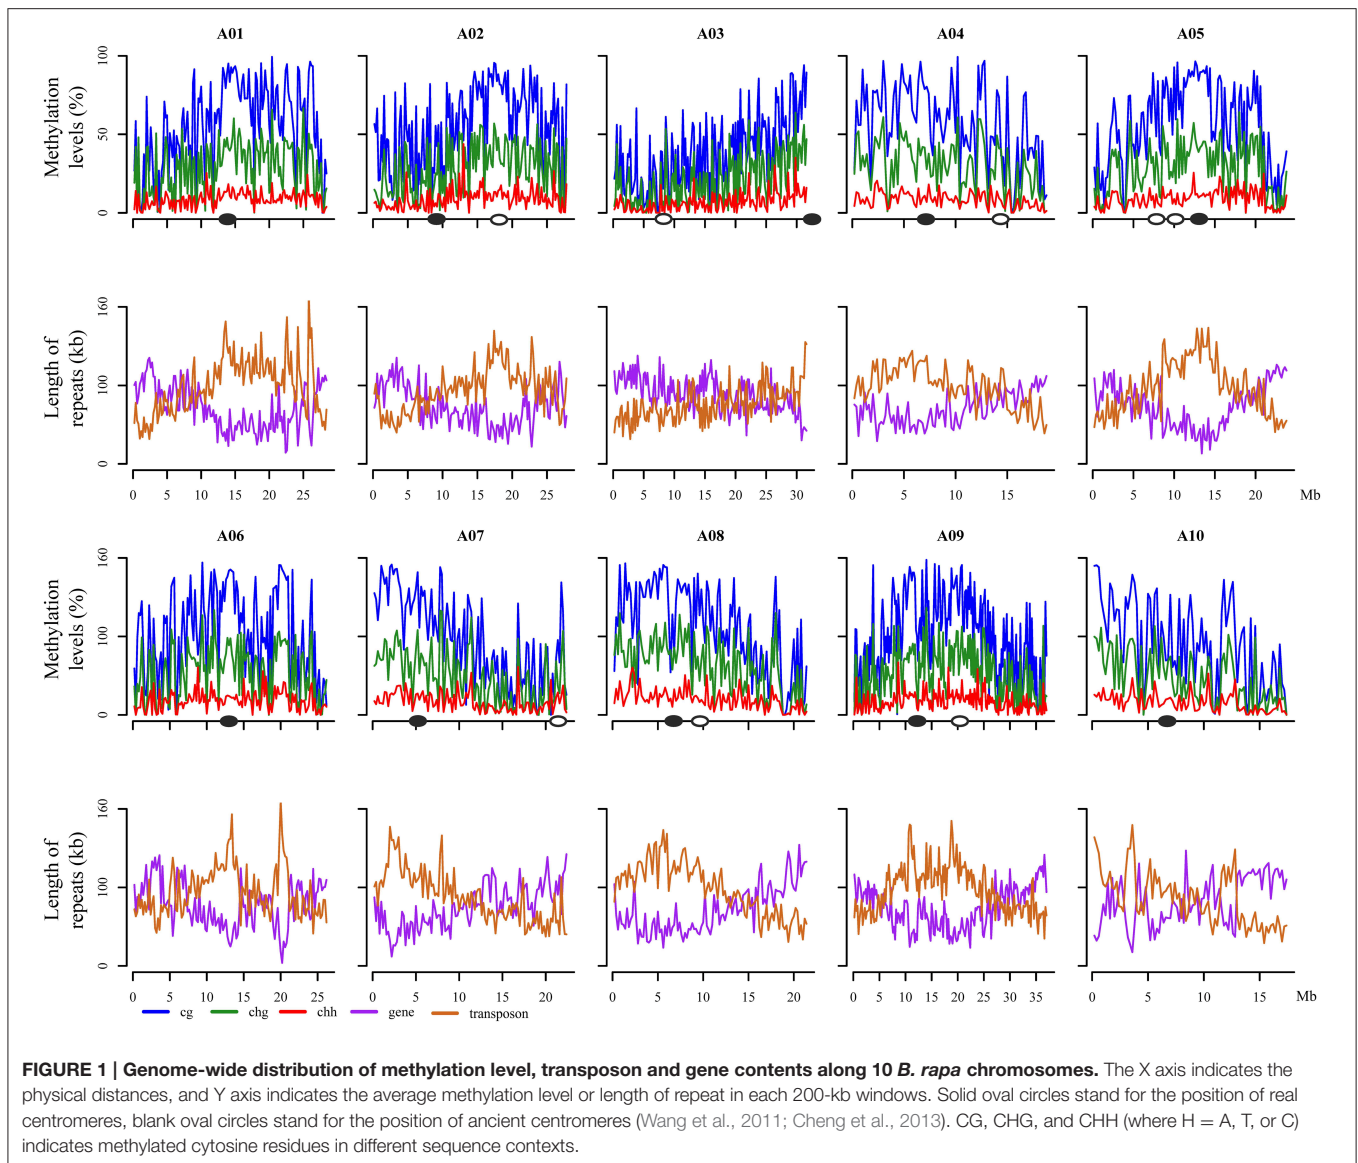 A01 A02 A03 A04 A05
Methylation
levels (%)
100
50
0
Length of
repeats (kb)
160
100
0
0 5 10 15 20 25
0 5 10 15 20 25
0 5 10 15 20 25 30
0 5 10 15
0 5 10 15 20
Mb
A06 A07 A08 A09 A10
Methylation
levels (%)
160
100
0
Length of
repeats (kb)
160
100
0
0 5 10 15 20 25
0 5 10 15 20
0 5 10 15 20
0 5 10 15 20 25 30 35
0 5 10 15
Mb
cg chg chh gene transposon
FIGURE 1 | Genome-wide distribution of methylation level, transposon and gene contents along 10 B. rapa chromosomes. The X axis indicates the
physical distances, and Y axis indicates the average methylation level or length of repeat in each 200-kb windows. Solid oval circles stand for the position of real
centromeres, blank oval circles stand for the position of ancient centromeres (Wang et al., 2011; Cheng et al., 2013). CG, CHG, and CHH (where H = A, T, or C)
indicates methylated cytosine residues in different sequence contexts.